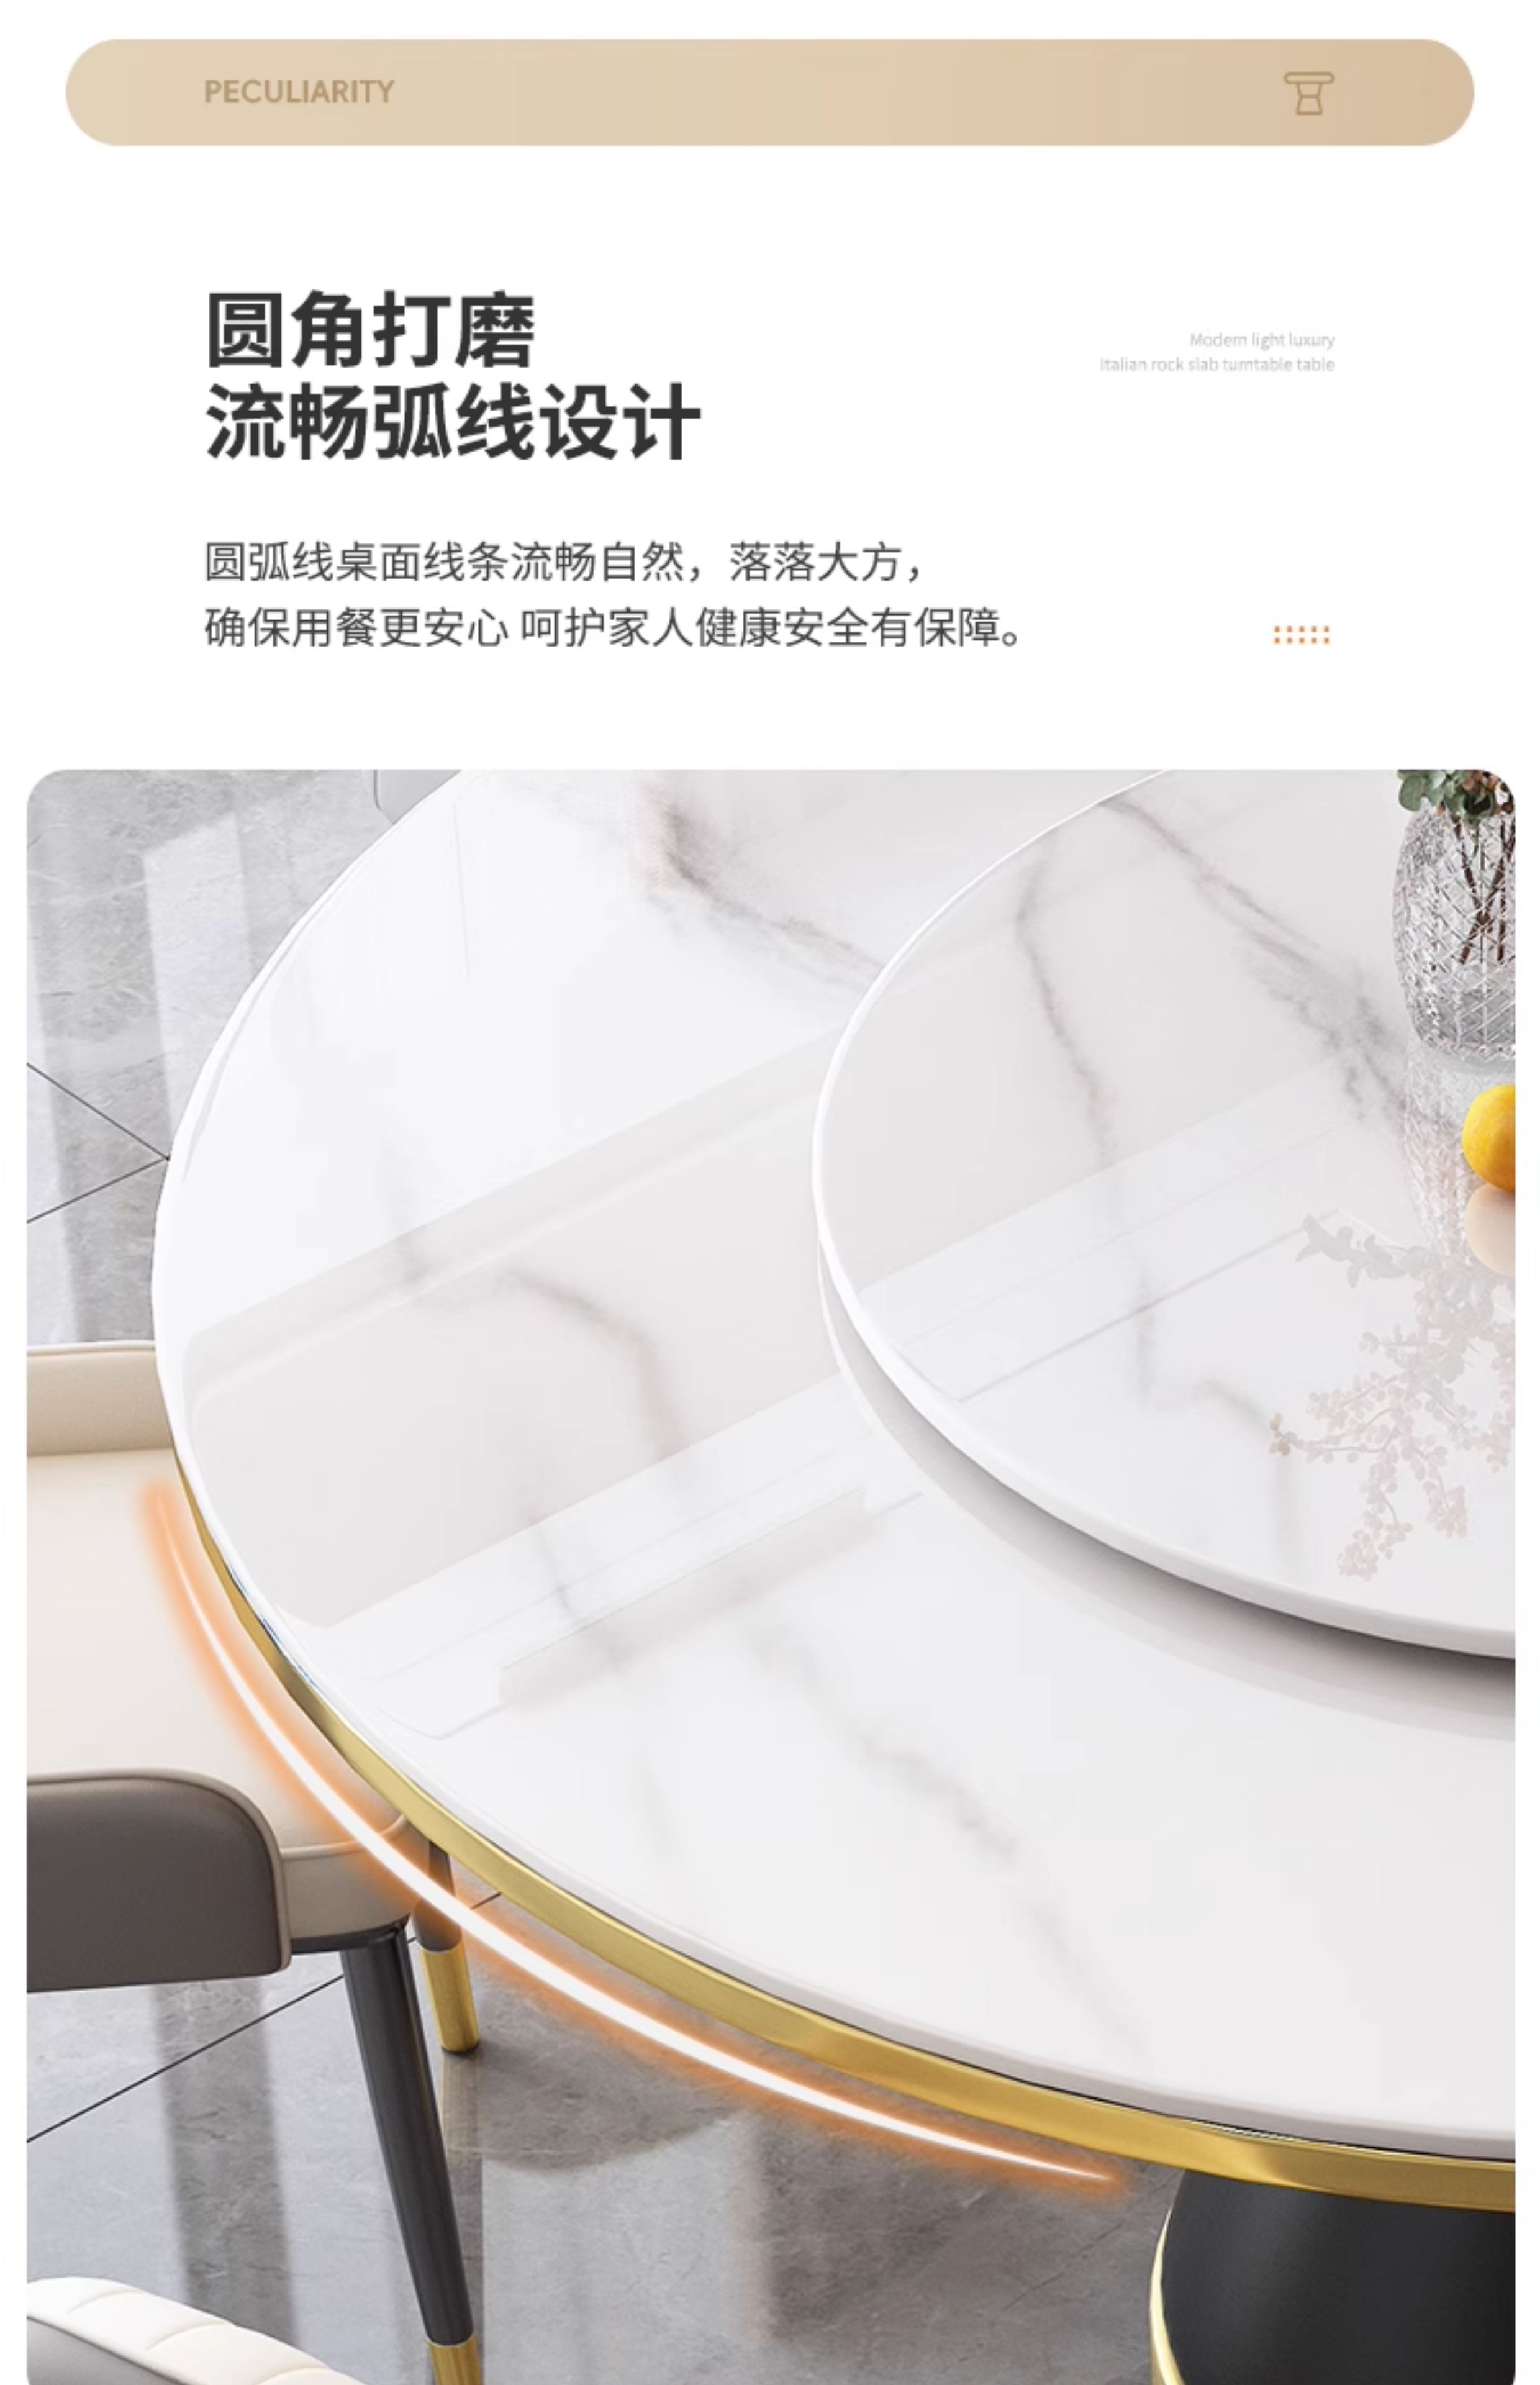 PECULIARITY
圆角打磨
流畅弧线设计
Modern light luxury
Italian rock slab turntable table
圆弧线桌面线条流畅自然，落落大方，
确保用餐更安心 呵护家人健康安全有保障。